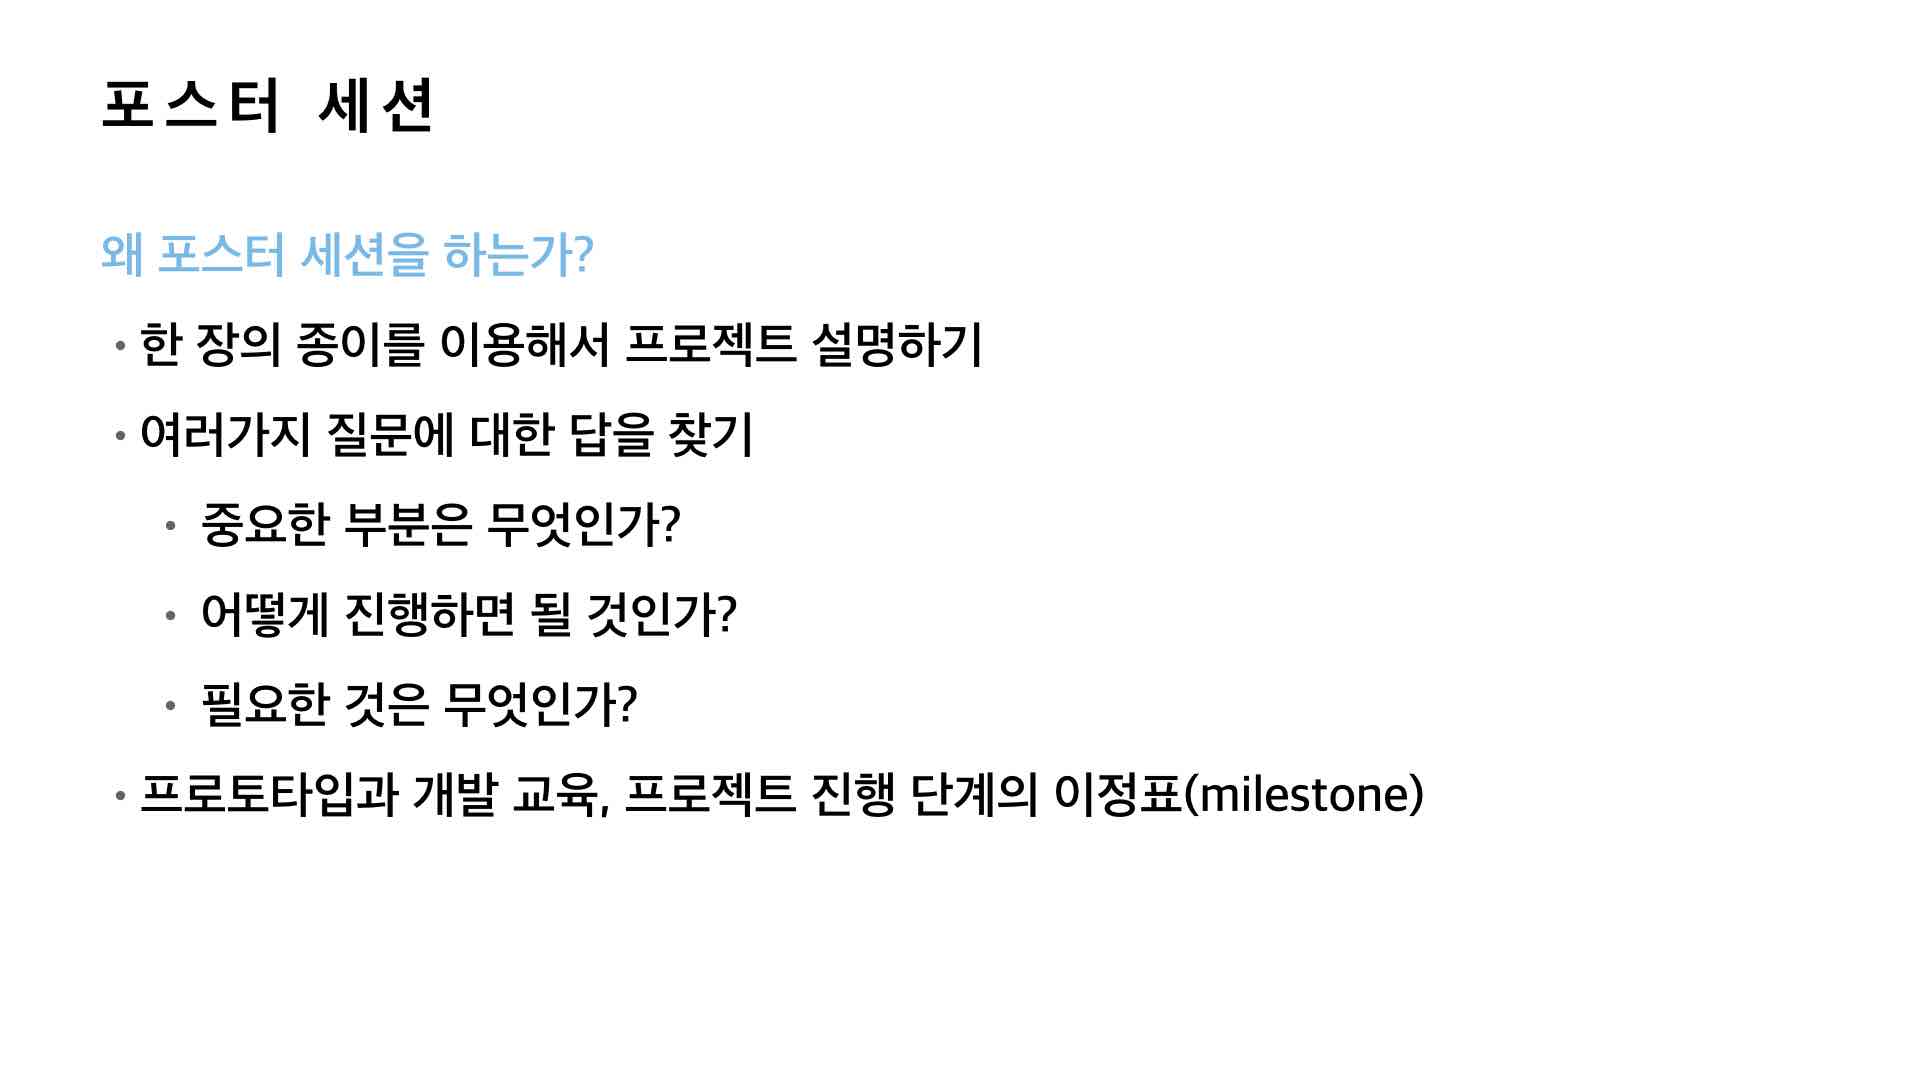 포스터 세션
왜 포스터 세션을 하는가?
• 한 장의 종이를 이용해서 프로젝트 설명하기
• 여러가지 질문에 대한 답을 찾기
• 중요한 부분은 무엇인가?
• 어떻게 진행하면 될 것인가?
• 필요한 것은 무엇인가?
• 프로토타입과 개발 교육, 프로젝트 진행 단계의 이정표(milestone)